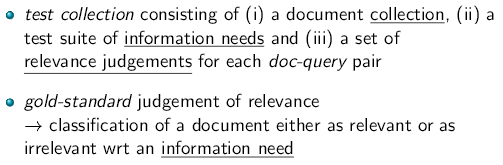 test collection consisting of (i) a document collection, (ii) a
test suite of information needs and (iii) a set of
relevance judgements for each doc-query pair
gold-standard judgement of relevance
→ classification of a document either as relevant or as
irrelevant wrt an information need